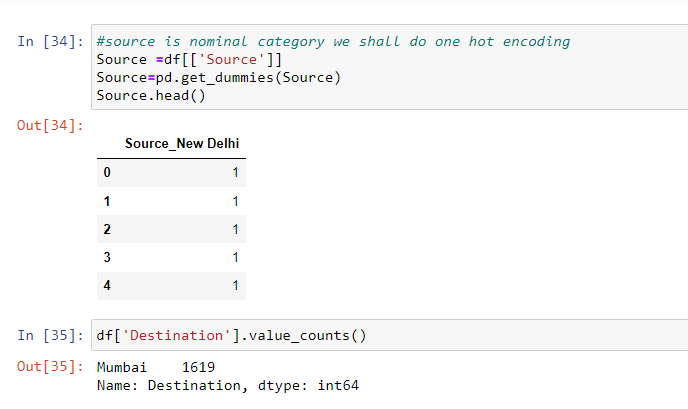 In [34]: #source is nominal category we shall do one hot encoding
Source =df[['Source']]
Source=pd.get_dummies(Source)
Source.head()
Out[34]:
Source_New Delhi
0 1
1 1
2 1
3 1
4 1
In [35]: df['Destination'].value_counts()
Out[35]: Mumbai    1619
Name: Destination, dtype: int64